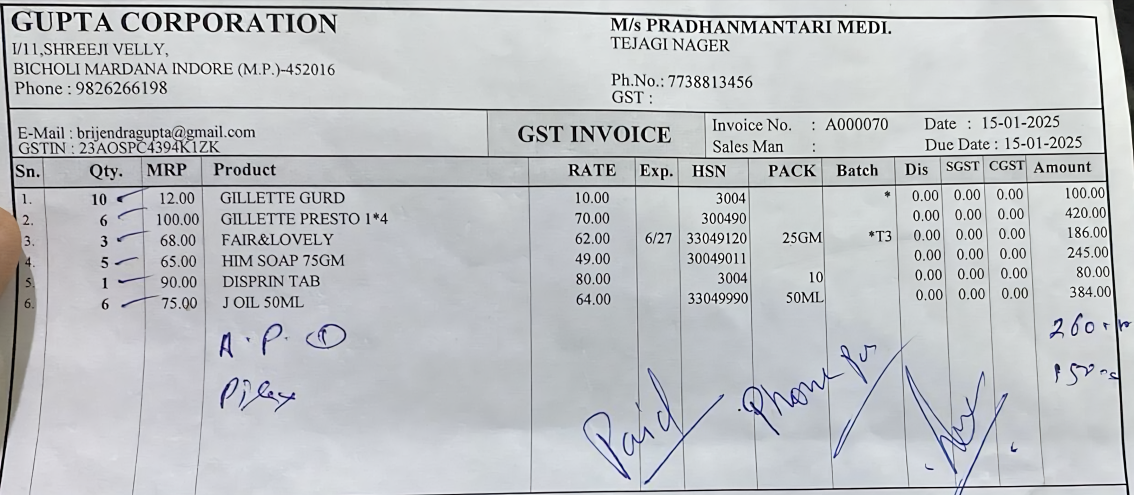 GUPTA CORPORATION
I/11,SHREEJI VELLY,
BICHOLI MARDANA INDORE (M.P.)-452016
Phone : 9826266198
M/s PRADHANMANTARI MEDI.
TEJAGI NAGER
Ph.No.: 7738813456
GST :
E-Mail : brijendragupta@gmail.com
GSTIN : 23AOSPC4394K1ZK
GST INVOICE
Invoice No. : A000070 Date : 15-01-2025
Sales Man : Due Date : 15-01-2025
Sn. Qty. MRP Product RATE Exp. HSN PACK Batch Dis SGST CGST Amount
1. 10 12.00 GILLETTE GURD 10.00 3004 * 0.00 0.00 0.00 100.00
2. 6 100.00 GILLETTE PRESTO 1*4 70.00 300490 0.00 0.00 0.00 420.00
3. 3 68.00 FAIR&LOVELY 62.00 6/27 33049120 25GM *T3 0.00 0.00 0.00 186.00
4. 5 65.00 HIM SOAP 75GM 49.00 30049011 0.00 0.00 0.00 245.00
5. 1 90.00 DISPRIN TAB 80.00 3004 10 0.00 0.00 0.00 80.00
6. 6 75.00 J OIL 50ML 64.00 33049990 50ML 0.00 0.00 0.00 384.00
A.P. ① 260
Paid Phone pe